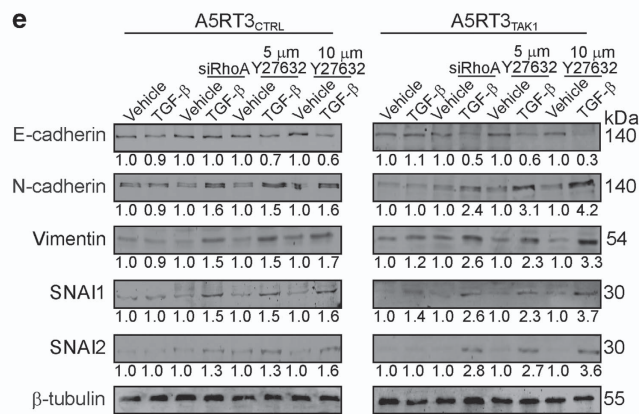 e
A5RT3CTRL A5RT3TAK1
5 μm 10 μm 5 μm 10 μm
siRhoA Y27632 Y27632 siRhoA Y27632 Y27632
Vehicle TGF-β Vehicle TGF-β Vehicle TGF-β Vehicle TGF-β Vehicle TGF-β Vehicle TGF-β Vehicle TGF-β Vehicle TGF-β kDa
E-cadherin 140
1.0 0.9 1.0 1.0 1.0 0.7 1.0 0.6 1.0 1.1 1.0 0.5 1.0 0.6 1.0 0.3
N-cadherin 140
1.0 0.9 1.0 1.6 1.0 1.5 1.0 1.6 1.0 1.0 1.0 2.4 1.0 3.1 1.0 4.2
Vimentin 54
1.0 0.9 1.0 1.5 1.0 1.5 1.0 1.7 1.0 1.2 1.0 2.6 1.0 2.3 1.0 3.3
SNAI1 30
1.0 1.0 1.0 1.5 1.0 1.5 1.0 1.6 1.0 1.4 1.0 2.6 1.0 2.3 1.0 3.7
SNAI2 30
1.0 1.0 1.0 1.3 1.0 1.3 1.0 1.6 1.0 1.0 1.0 2.8 1.0 2.7 1.0 3.6
β-tubulin 55